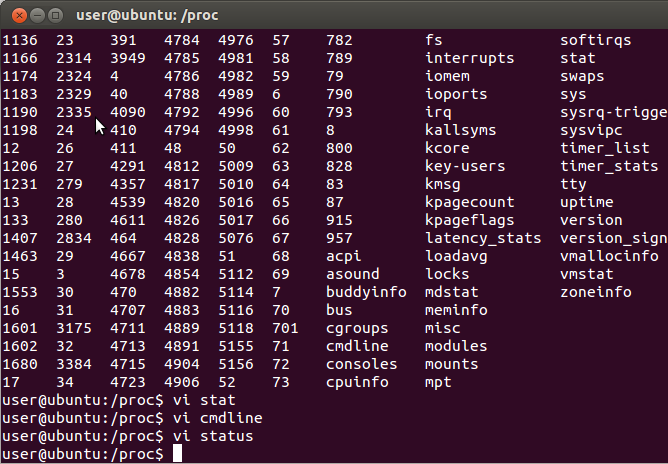 user@ubuntu: /proc
1136 23 391 4784 4976 57 782 fs softirqs
1166 2314 3949 4785 4981 58 789 interrupts stat
1174 2324 4 4786 4982 59 79 iomem swaps
1183 2329 40 4788 4989 6 790 ioports sys
1190 2335 4090 4792 4996 60 793 irq sysrq-trigge
1198 24 410 4794 4998 61 8 kallsyms sysvipc
12 26 411 48 50 62 800 kcore timer_list
1206 27 4291 4812 5009 63 828 key-users timer_stats
1231 279 4357 4817 5010 64 83 kmsg tty
13 28 4539 4820 5016 65 87 kpagecount uptime
133 280 4611 4826 5017 66 915 kpageflags version
1407 2834 464 4828 5076 67 957 latency_stats version_sign
1463 29 4667 4838 51 68 acpi loadavg vmallocinfo
15 3 4678 4854 5112 69 asound locks vmstat
1553 30 470 4882 5114 7 buddyinfo mdstat zoneinfo
16 31 4707 4883 5116 70 bus meminfo
1601 3175 4711 4889 5118 701 cgroups misc
1602 32 4713 4891 5155 71 cmdline modules
1680 3384 4715 4904 5156 72 consoles mounts
17 34 4723 4906 52 73 cpuinfo mpt
user@ubuntu:/proc$ vi stat
user@ubuntu:/proc$ vi cmdline
user@ubuntu:/proc$ vi status
user@ubuntu:/proc$